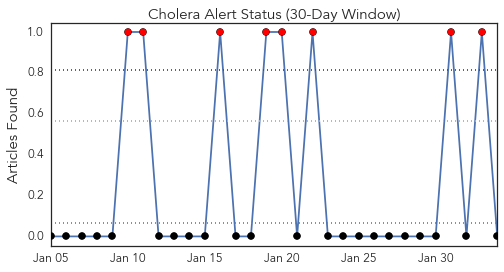 Cholera Alert Status (30-Day Window)
Articles Found
1.0
0.8
0.6
0.4
0.2
0.0
Jan 05 Jan 10 Jan 15 Jan 20 Jan 25 Jan 30